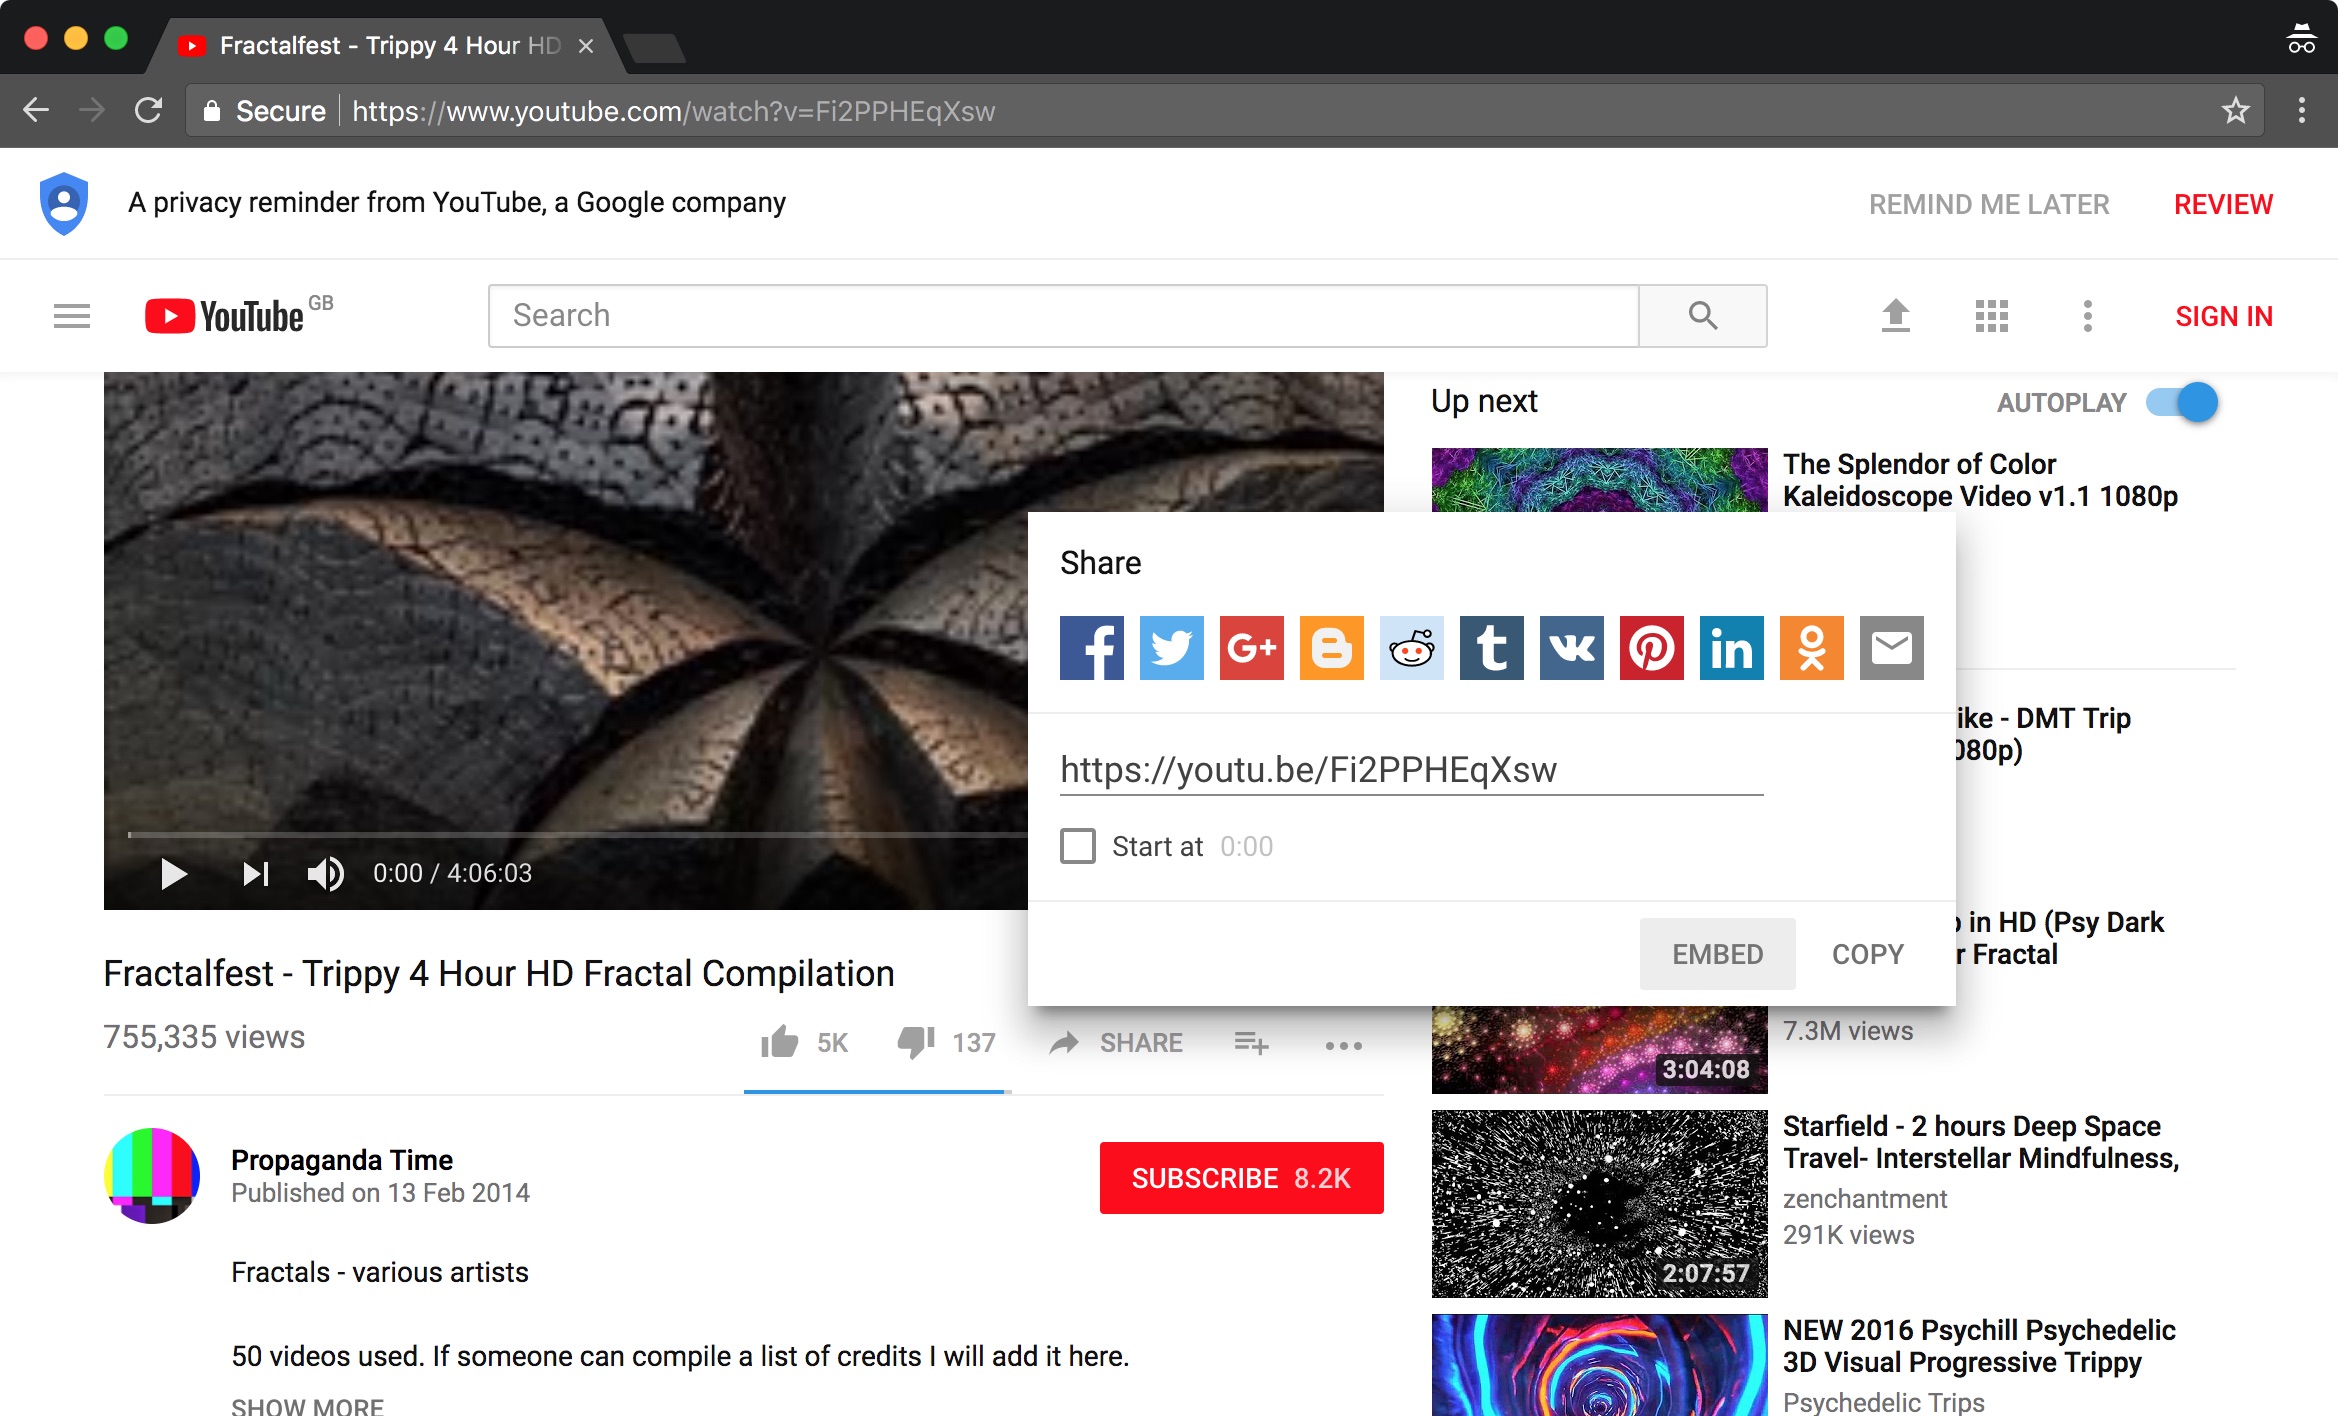 Fractalfest - Trippy 4 Hour HD
Secure
https://www.youtube.com/watch?v=Fi2PPHEqXsw
A privacy reminder from YouTube, a Google company
REMIND ME LATER
REVIEW
YouTube GB
Search
SIGN IN
0:00 / 4:06:03
Fractalfest - Trippy 4 Hour HD Fractal Compilation
755,335 views
5K
137
SHARE
Propaganda Time
Published on 13 Feb 2014
SUBSCRIBE 8.2K
Fractals - various artists
50 videos used. If someone can compile a list of credits I will add it here.
SHOW MORE
Share
f
G+
B
t
in
https://youtu.be/Fi2PPHEqXsw
Start at 0:00
EMBED
COPY
Up next
AUTOPLAY
The Splendor of Color
Kaleidoscope Video v1.1 1080p
- DMT Trip
in HD (Psy Dark
Fractal
7.3M views
3:04:08
Starfield - 2 hours Deep Space
Travel- Interstellar Mindfulness,
zenchantment
291K views
2:07:57
NEW 2016 Psychill Psychedelic
3D Visual Progressive Trippy
Psychedelic Trips